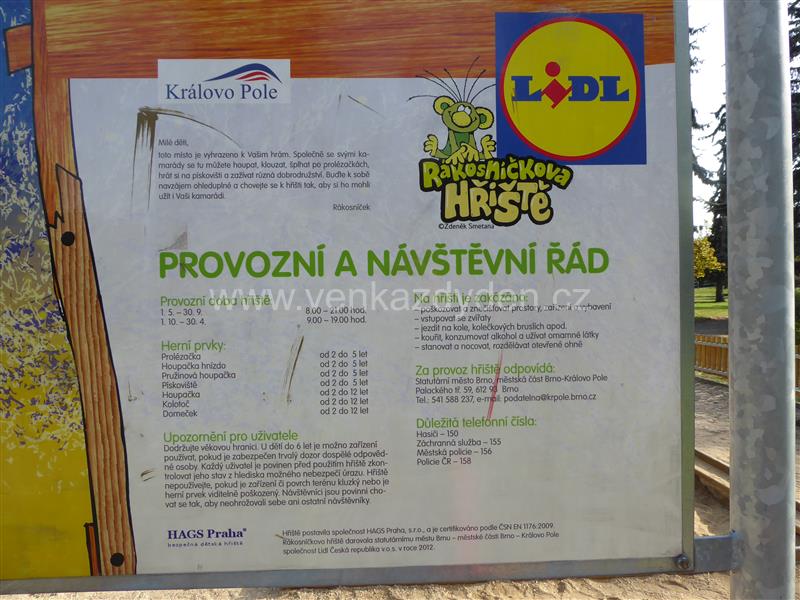 Královo Pole
LIDL
Rákosníčkova
HŘiŠtě
©Zdeněk Smetana
Milé děti,
toto místo je vyhrazeno k Vašim hrám. Společně se svými ka-
marády se tu můžete houpat, klouzat, šplhat po prolézačkách,
hrát si na pískovišti a zažívat různá dobrodružství. Buďte k sobě
navzájem ohleduplné a chovejte se k hřišti tak, aby si ho mohli
užít i Vaši kamarádi.
Rákosníček
PROVOZNÍ A NÁVŠTĚVNÍ ŘÁD
www.venkazdyden.cz
Provozní doba hřiště:
1. 5. – 30. 9. 8.00 – 21.00 hod.
1. 10. – 30. 4. 9.00 – 19.00 hod.
Herní prvky:
Prolézačka od 2 do 5 let
Houpačka hnízdo od 2 do 5 let
Pružinová houpačka od 2 do 5 let
Pískoviště od 2 do 5 let
Houpačka od 2 do 12 let
Kolotoč od 2 do 12 let
Domeček od 2 do 12 let
Upozornění pro uživatele
Dodržujte věkovou hranici. U dětí do 6 let je možno zařízení
používat, pokud je zabezpečen trvalý dozor dospělé odpověd-
né osoby. Každý uživatel je povinen před použitím hřiště zkon-
trolovat jeho stav z hlediska možného nebezpečí úrazu. Hřiště
nepoužívejte, pokud je zařízení či povrch terénu kluzký nebo je
herní prvek viditelně poškozený. Návštěvníci jsou povinni cho-
vat se tak, aby neohrožovali sebe ani ostatní návštěvníky.
Na hřišti je zakázáno:
– poškozovat a znečišťovat prostory, zařízení a vybavení
– vstupovat se zvířaty
– jezdit na kole, kolečkových bruslích apod.
– kouřit, konzumovat alkohol a užívat omamné látky
– stanovat a nocovat, rozdělávat otevřené ohně
Za provoz hřiště odpovídá:
Statutární město Brno, městská část Brno-Královo Pole
Palackého tř. 59, 612 93 Brno
Tel.: 541 588 237, e-mail: podatelna@krpole.brno.cz
Důležitá telefonní čísla:
Hasiči – 150
Záchranná služba – 155
Městská policie – 156
Policie ČR – 158
HAGS Praha®
bezpečná dětská hřiště
Hřiště postavila společnost HAGS Praha, s.r.o., a je certifikováno podle ČSN EN 1176:2009.
Rákosníčkovo hřiště darovala statutárnímu městu Brnu – městské části Brno – Královo Pole
společnost Lidl Česká republika v.o.s. v roce 2012.